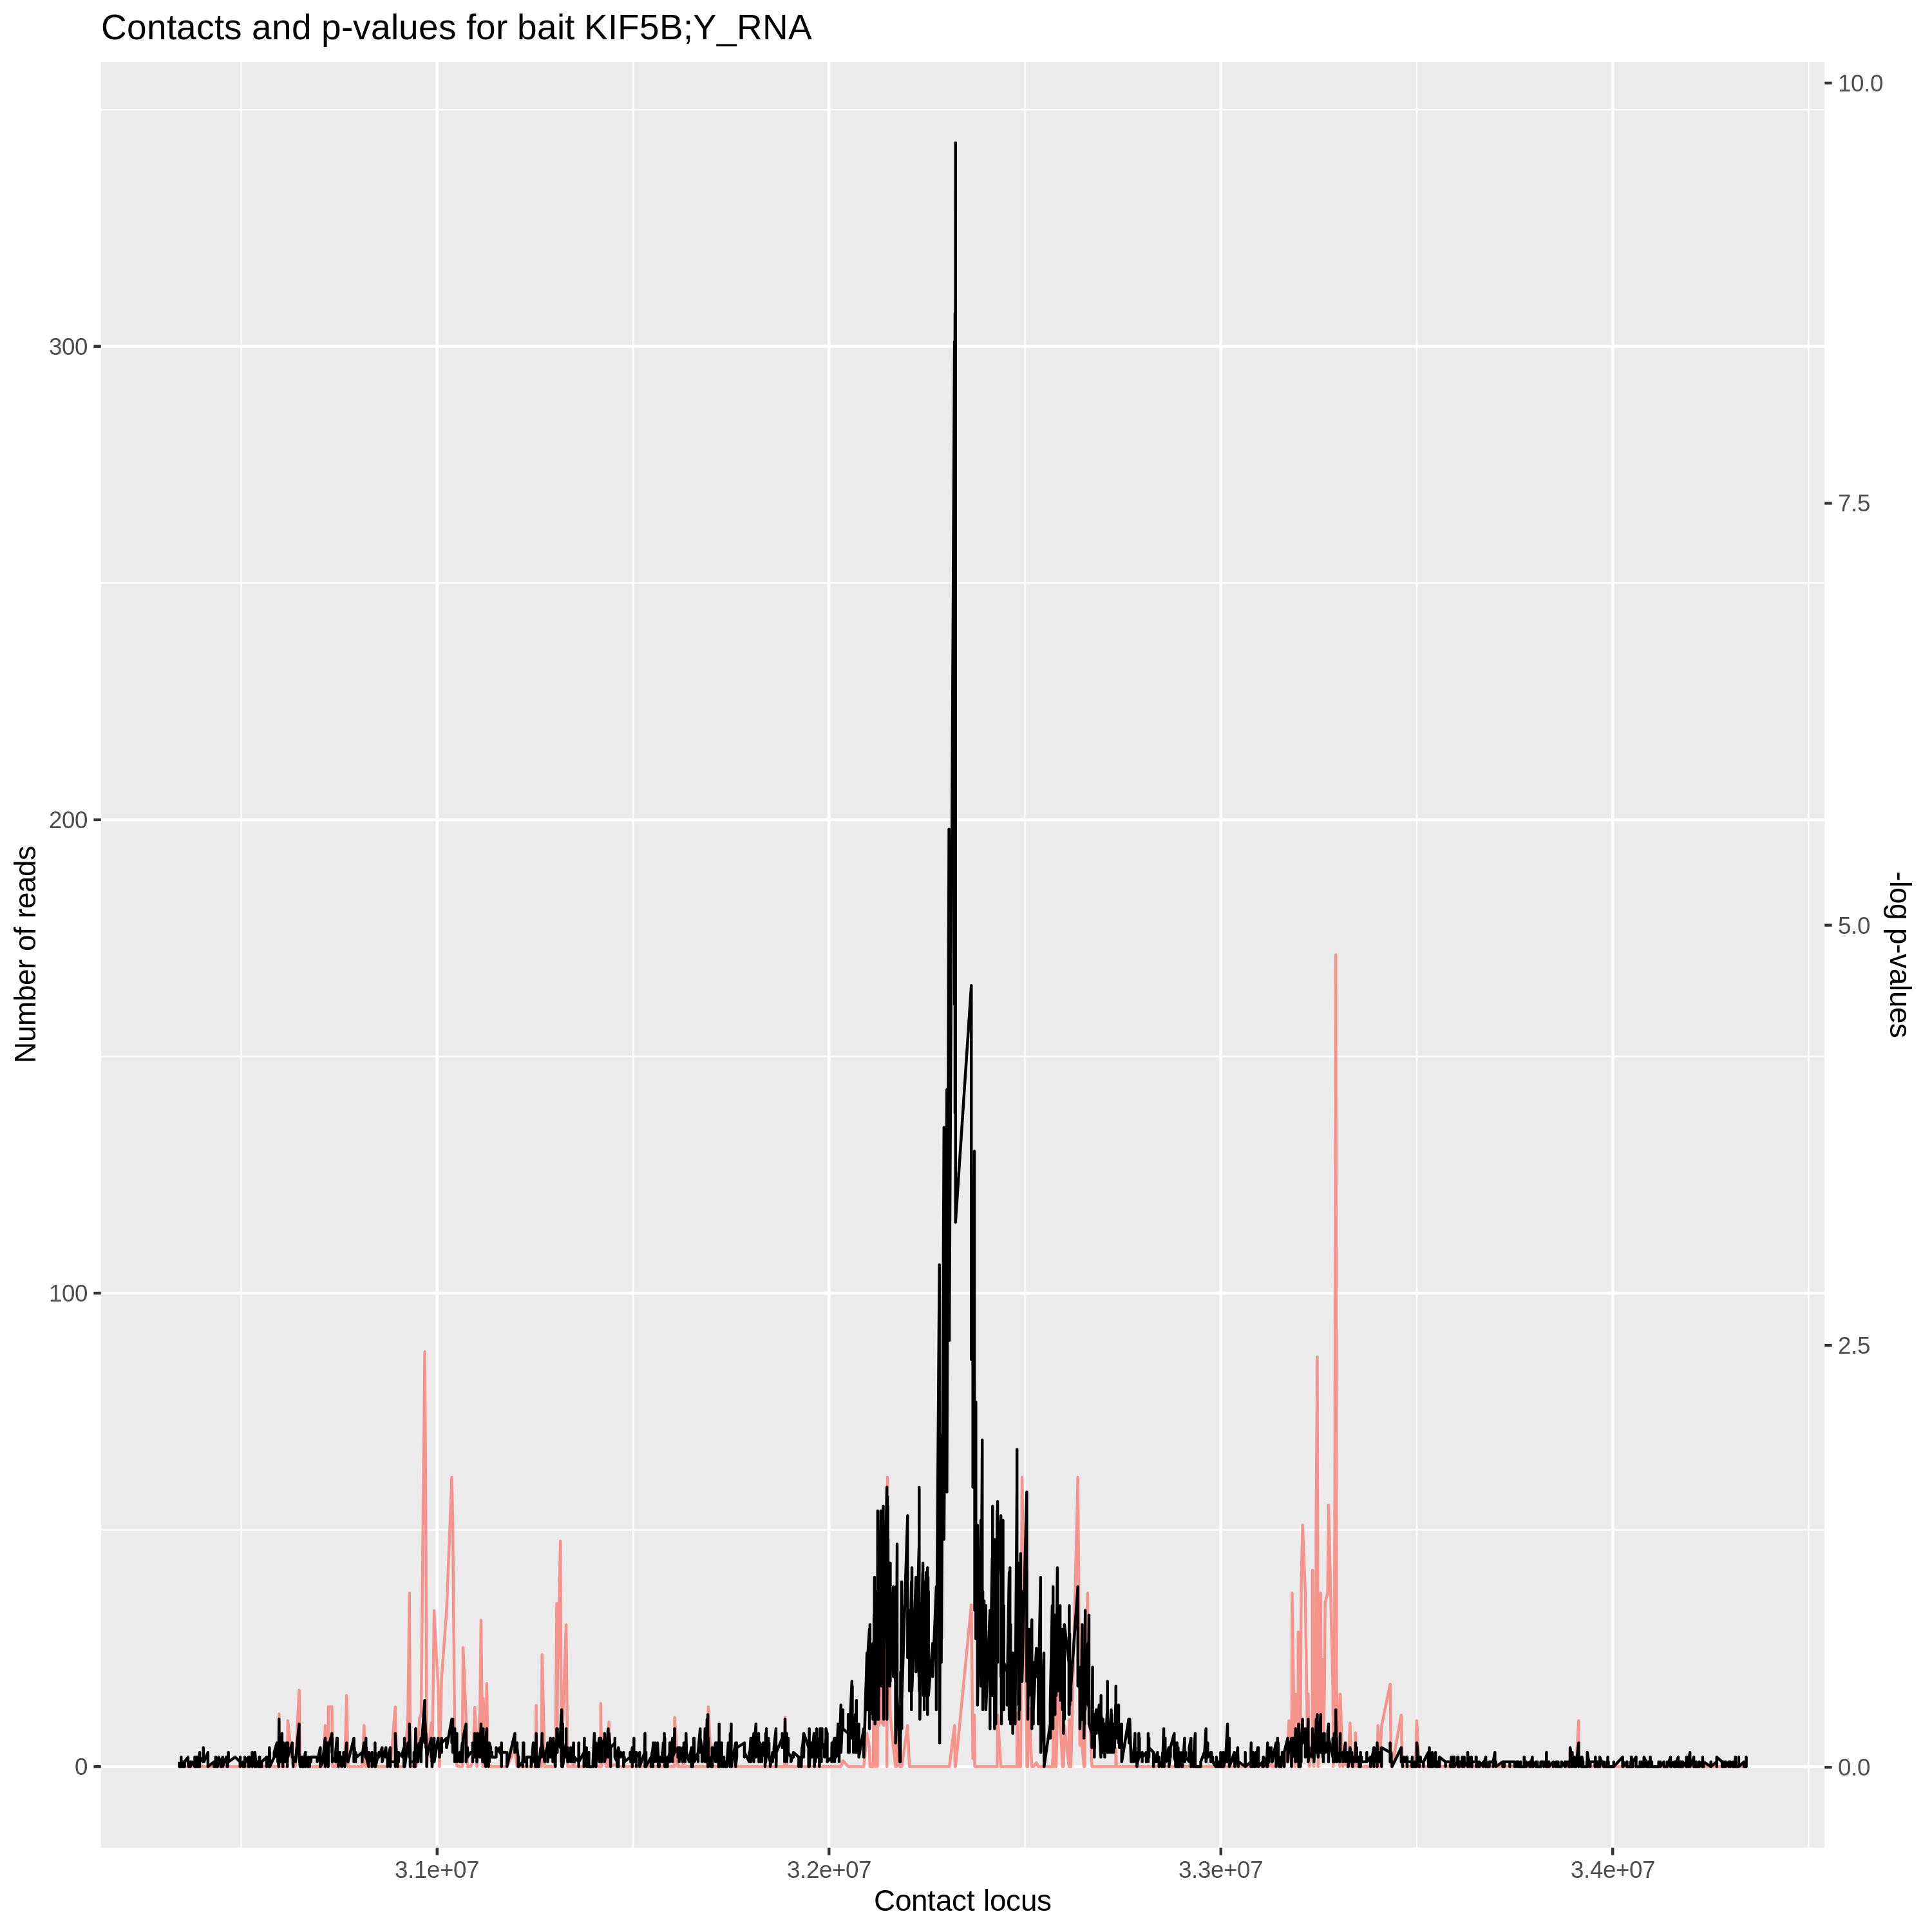 Contacts and p-values for bait KIF5B;Y_RNA
Number of reads
300
200
100
0
10.0
7.5
5.0
2.5
0.0
-log p-values
3.1e+07 3.2e+07 3.3e+07 3.4e+07
Contact locus